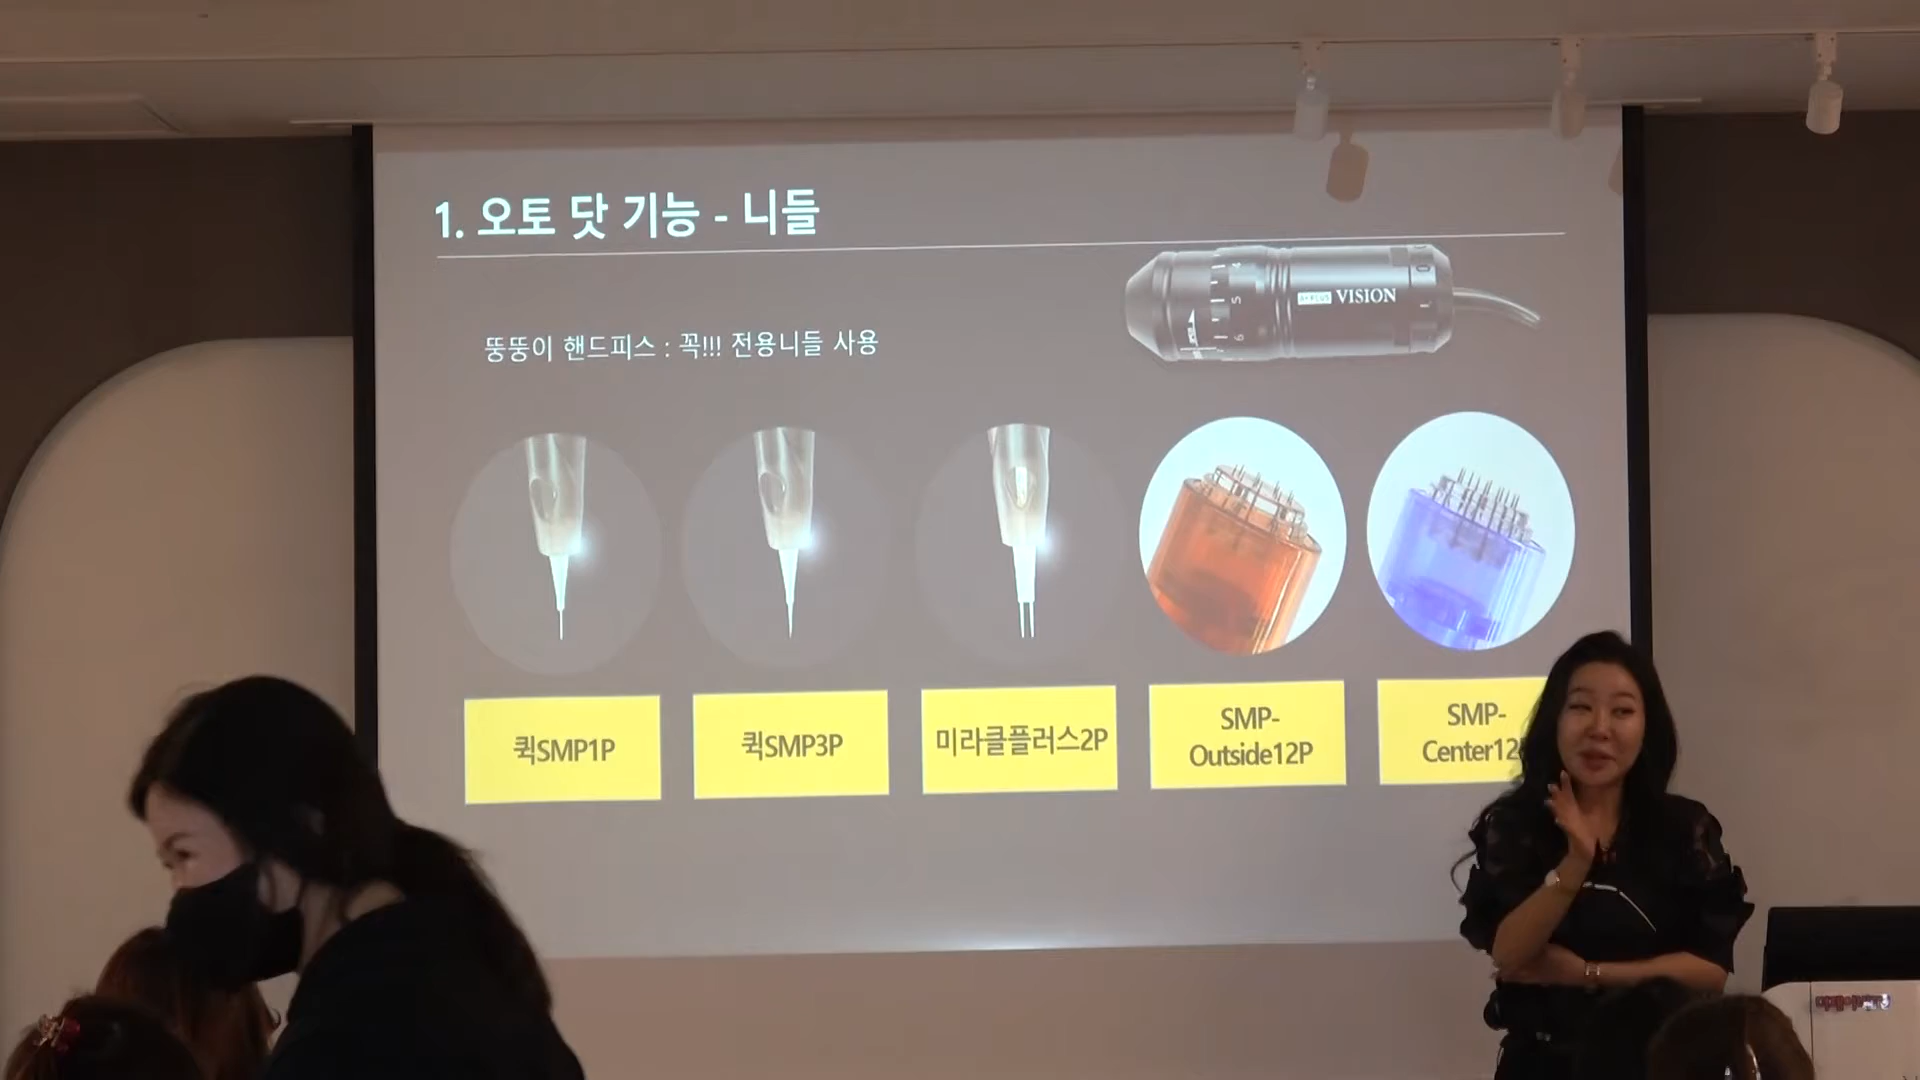 1. 오토 닷 기능 - 니들
VISION
뚱뚱이 핸드피스 : 꼭!!! 전용니들 사용
퀵SMP1P
퀵SMP3P
미라클플러스2P
SMP-
Outside12P
SMP-
Center12